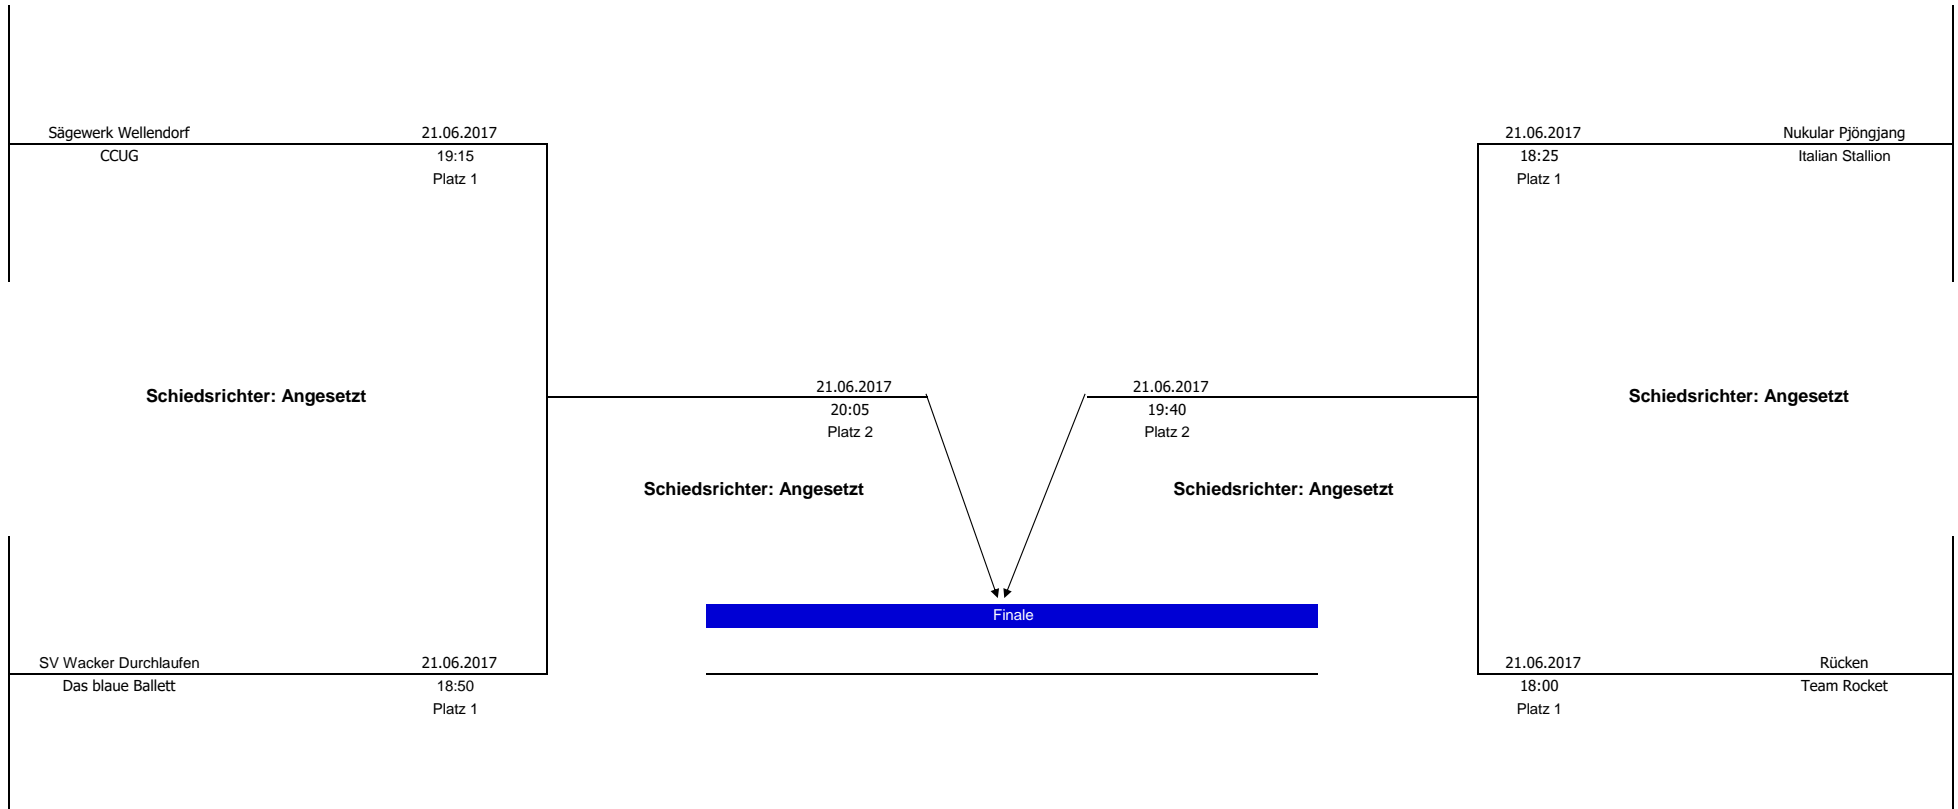 Sägewerk Wellendorf 21.06.2017
CCUG 19:15
Platz 1
21.06.2017 Nukular Pjöngjang
18:25 Italian Stallion
Platz 1
Schiedsrichter: Angesetzt
21.06.2017
20:05
Platz 2
21.06.2017
19:40
Platz 2
Schiedsrichter: Angesetzt
Schiedsrichter: Angesetzt
Schiedsrichter: Angesetzt
Finale
SV Wacker Durchlaufen 21.06.2017
Das blaue Ballett 18:50
Platz 1
21.06.2017 Rücken
18:00 Team Rocket
Platz 1